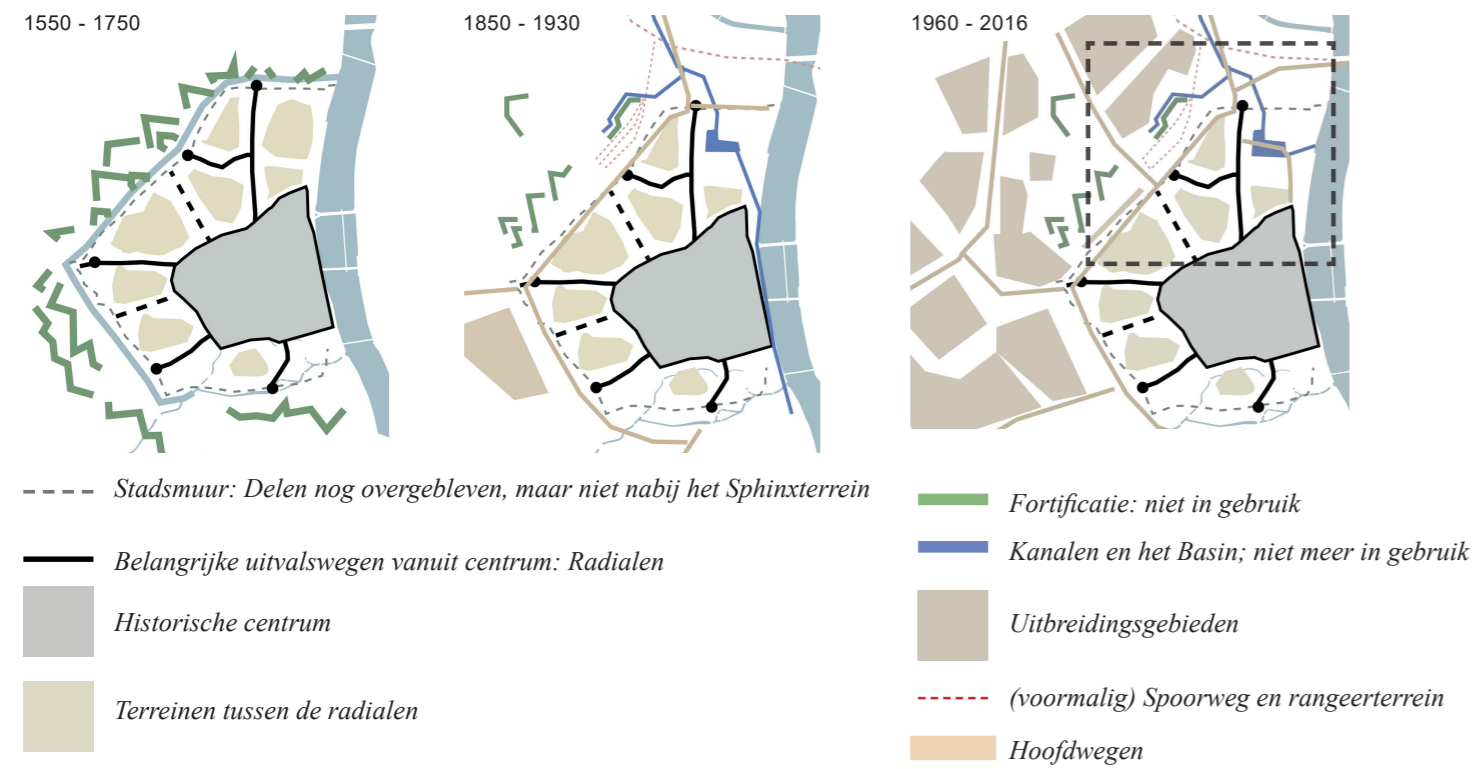 1550 - 1750
1850 - 1930
1960 - 2016
Stadsmuur: Delen nog overgebleven, maar niet nabij het Sphinxterrein
Belangrijke uitvalswegen vanuit centrum: Radialen
Historische centrum
Terreinen tussen de radialen
Fortificatie: niet in gebruik
Kanalen en het Basin; niet meer in gebruik
Uitbreidingsgebieden
(voormalig) Spoorweg en rangeerterrein
Hoofdwegen